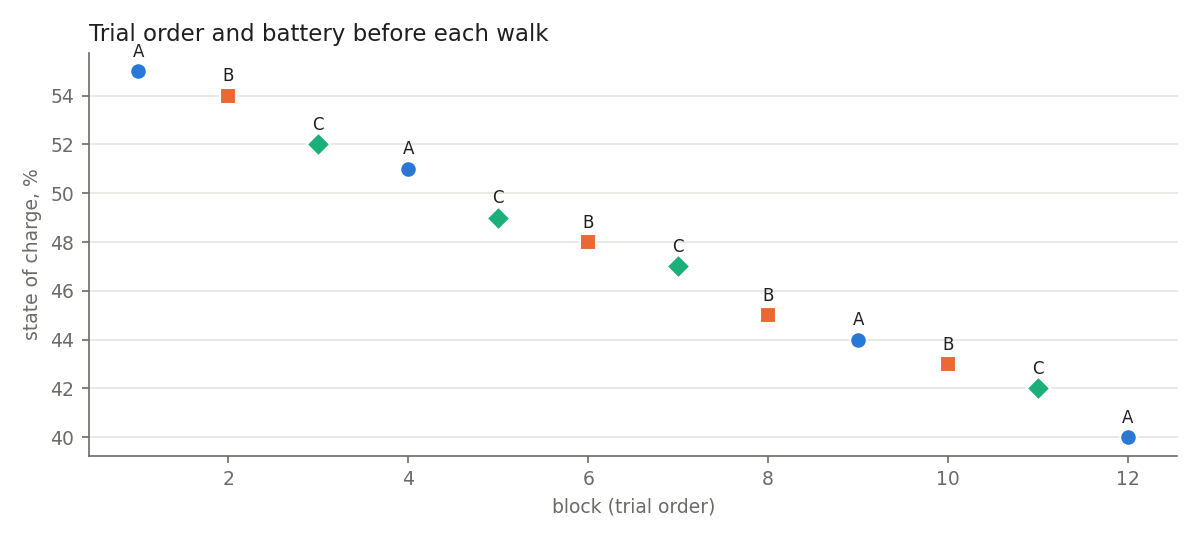 Trial order and battery before each walk
A
B
C
A
C
B
C
B
A
B
C
A
54
52
50
48
46
44
42
40
state of charge, %
2
4
6
8
10
12
block (trial order)